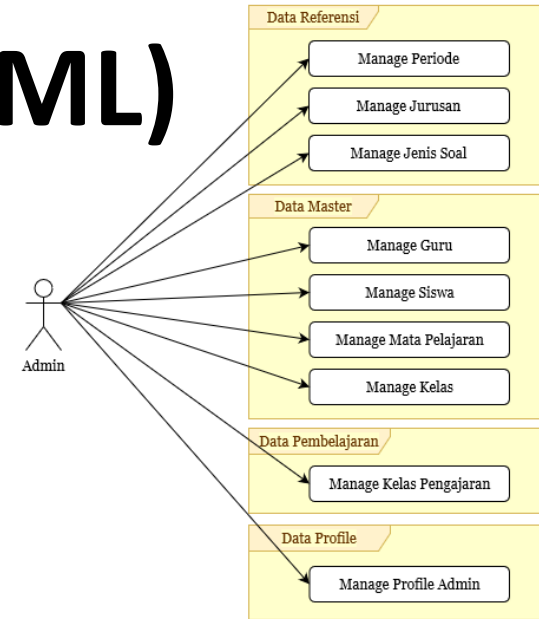 ML)
Data Referensi
Manage Periode
Manage Jurusan
Manage Jenis Soal
Data Master
Manage Guru
Manage Siswa
Manage Mata Pelajaran
Manage Kelas
Admin
Data Pembelajaran
Manage Kelas Pengajaran
Data Profile
Manage Profile Admin